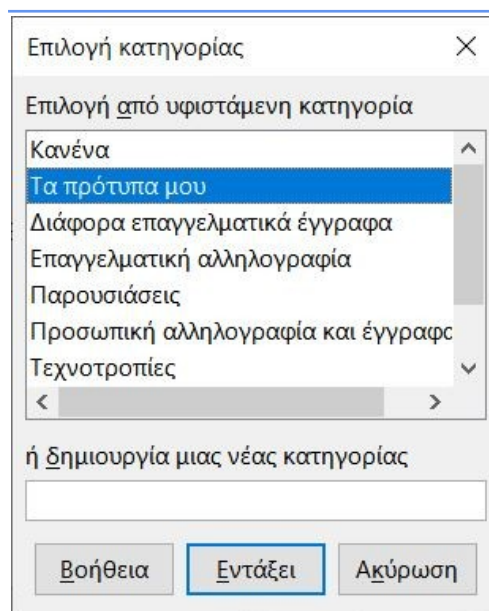 Επιλογή κατηγορίας
Επιλογή από υφιστάμενη κατηγορία
Κανένα
Τα πρότυπα μου
Διάφορα επαγγελματικά έγγραφα
Επαγγελματική αλληλογραφία
Παρουσιάσεις
Προσωπική αλληλογραφία και έγγραφα
Τεχνοτροπίες
ή δημιουργία μιας νέας κατηγορίας
Βοήθεια Εντάξει Ακύρωση